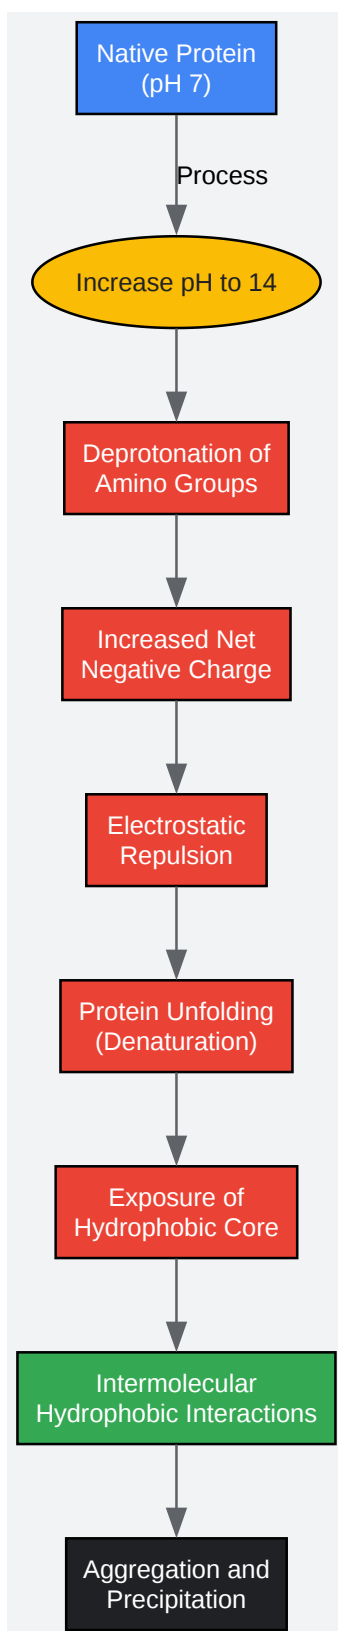 Native Protein
(pH 7)
Process
Increase pH to 14
Deprotonation of
Amino Groups
Increased Net
Negative Charge
Electrostatic
Repulsion
Protein Unfolding
(Denaturation)
Exposure of
Hydrophobic Core
Intermolecular
Hydrophobic Interactions
Aggregation and
Precipitation